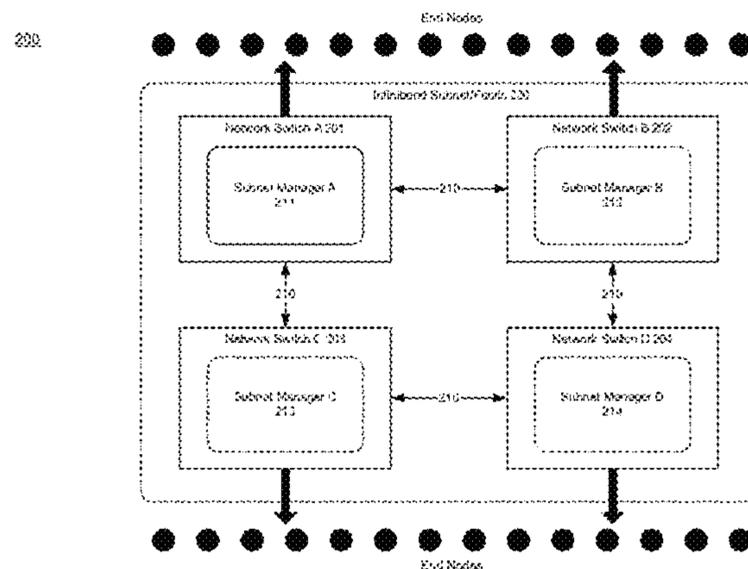 End Nodes
200
Infiniband Subnet/Fabric 220
Network Switch A 201
Network Switch B 202
Subnet Manager A
211
210
Subnet Manager B
212
210
210
Network Switch C 203
Network Switch D 204
Subnet Manager C
213
210
Subnet Manager D
214
End Nodes